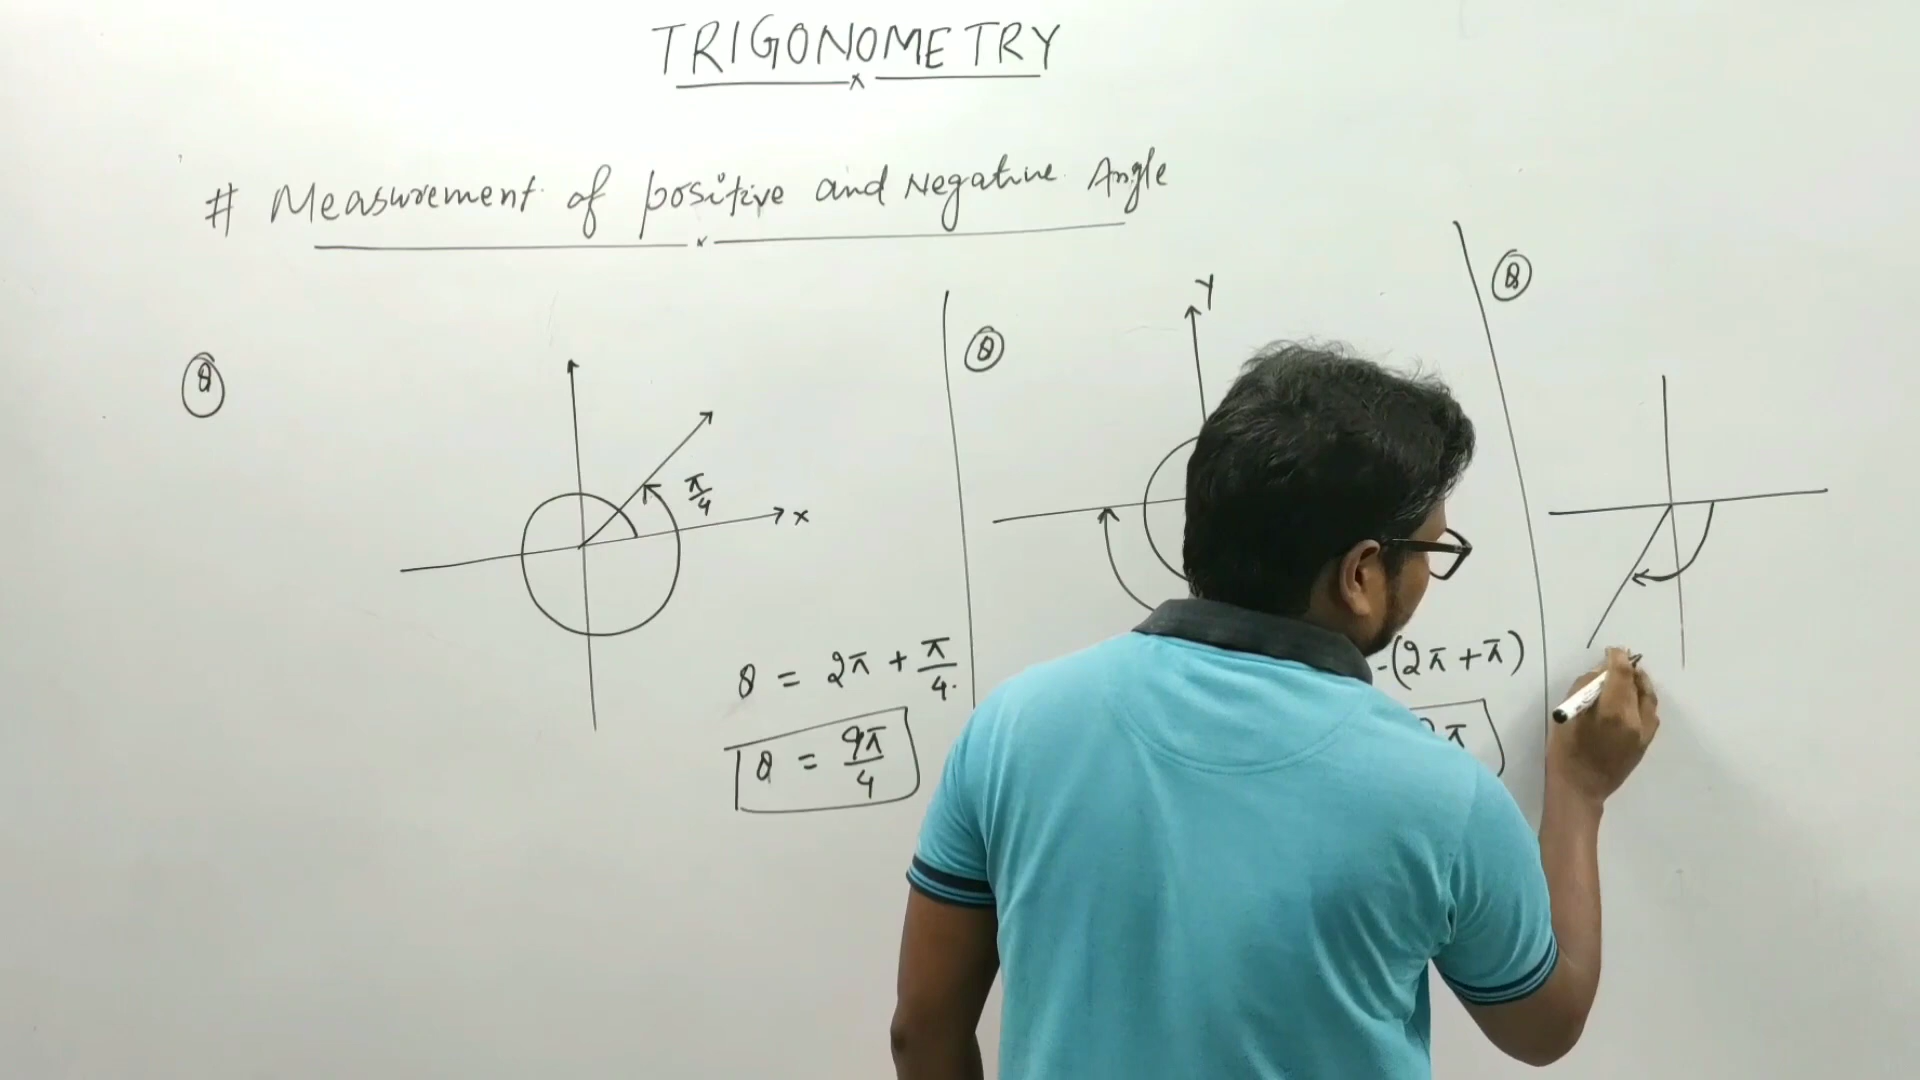 TRIGONOMETRY
# Measurement of positive and Negative Angle
Q
π/4
x
θ = 2π + π/4.
θ = 9π/4
Q
Y
-(2π + π)
π
Q